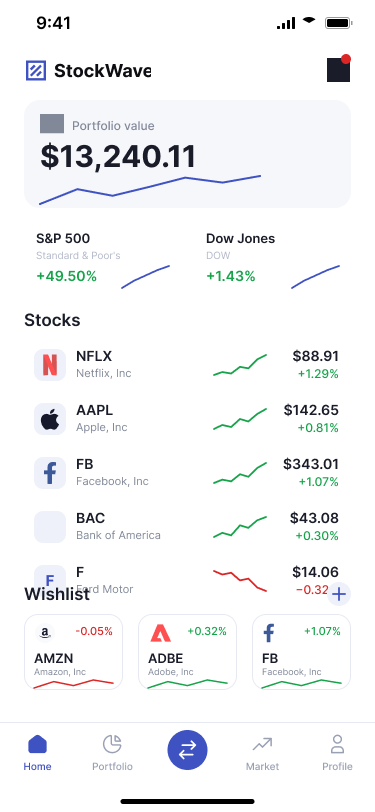 9:41
StockWave
Portfolio value
$13,240.11
S&P 500
Standard & Poor's
+49.50%
Dow Jones
DOW
+1.43%
Stocks
NFLX
Netflix, Inc
$88.91
+1.29%
AAPL
Apple, Inc
$142.65
+0.81%
FB
Facebook, Inc
$343.01
+1.07%
BAC
Bank of America
$43.08
+0.30%
F
F
Ford Motor
$14.06
−0.32
Wishlist
-0.05%
AMZN
Amazon, Inc
+0.32%
ADBE
Adobe, Inc
+1.07%
FB
Facebook, Inc
Home
Portfolio
Market
Profile